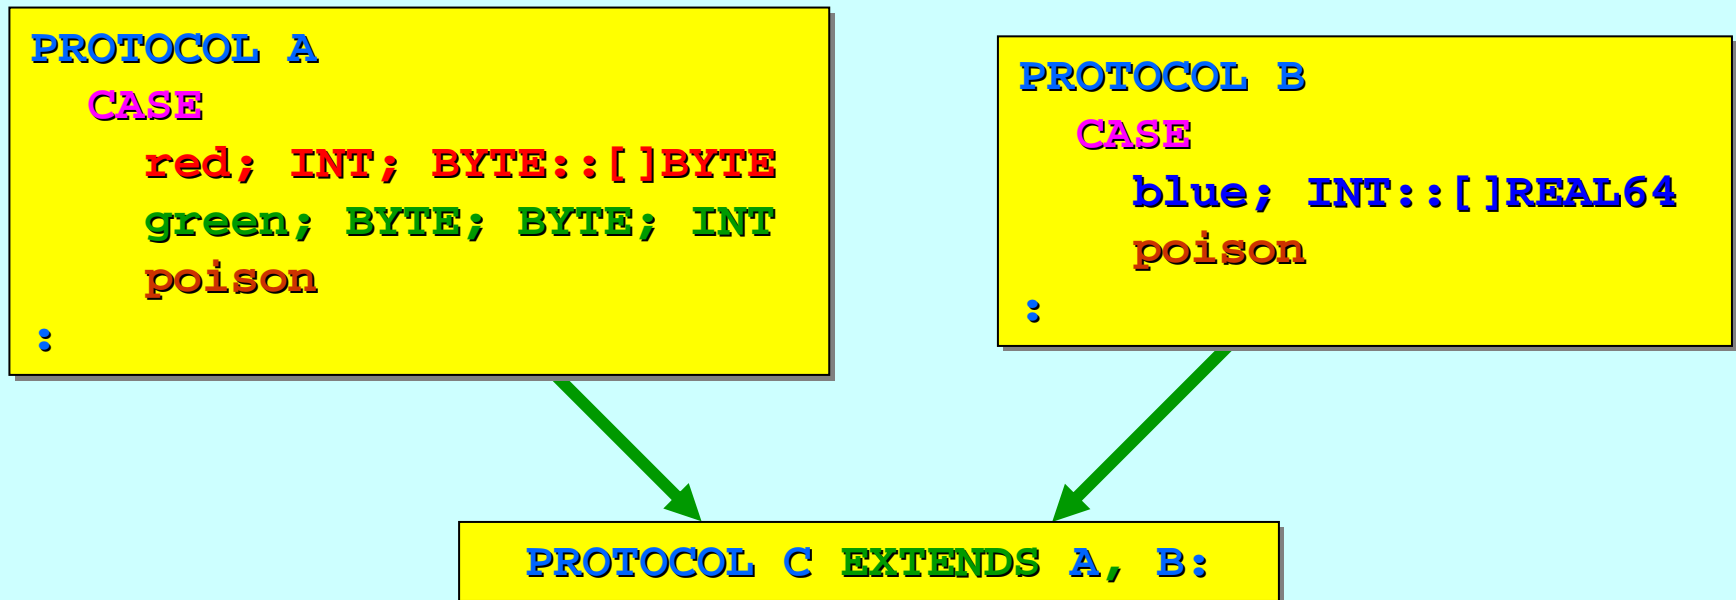 PROTOCOL A
CASE
red; INT; BYTE::[]BYTE
green; BYTE; BYTE; INT
poison
:
PROTOCOL B
CASE
blue; INT::[]REAL64
poison
:
PROTOCOL C EXTENDS A, B: